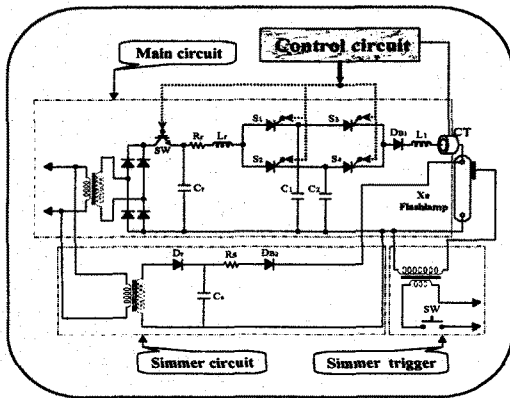 Main circuit
Control circuit
S₁
S₃
CT
SW
Rr
Lr
DB₁
L₁
S₂
S₄
Cr
C₁
C₂
Xe
Flashlamp
Rs
DB₂
Cs
SW
Simmer circuit
Simmer trigger